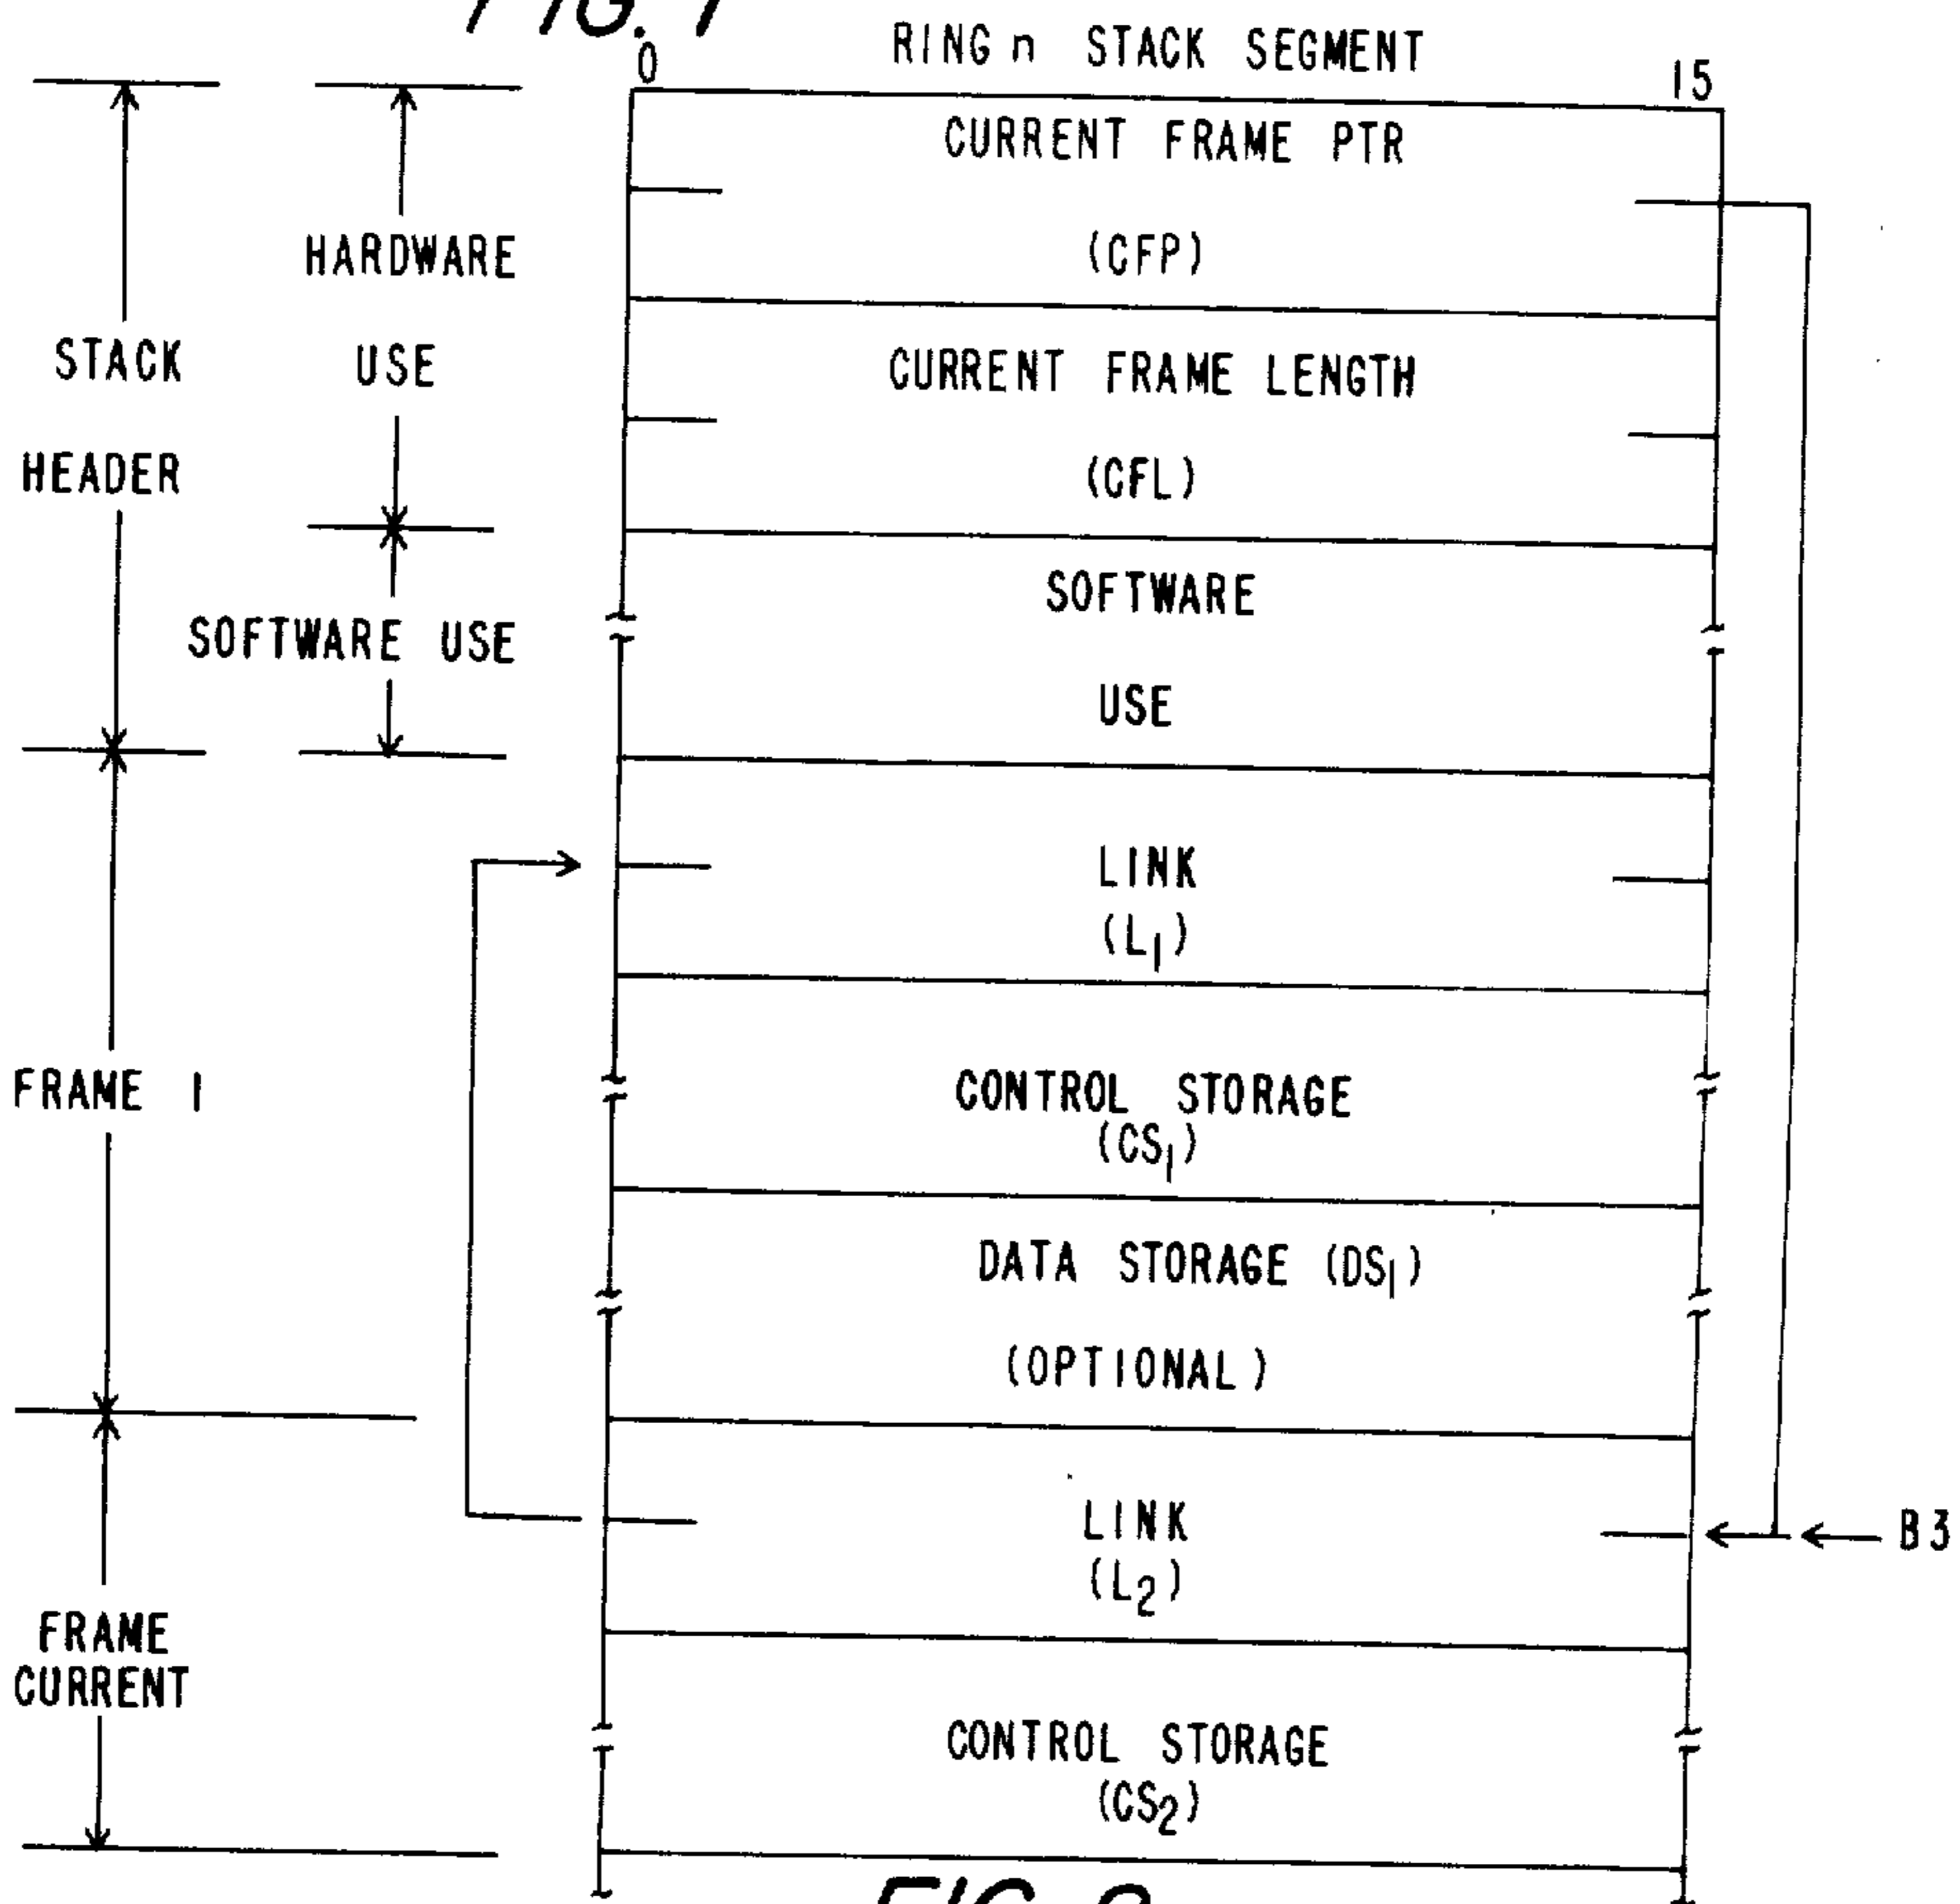 FIG. 1
RING n STACK SEGMENT
0
15
CURRENT FRAME PTR
(CFP)
HARDWARE
USE
STACK
HEADER
CURRENT FRAME LENGTH
(CFL)
SOFTWARE USE
SOFTWARE
USE
LINK
(L₁)
FRAME 1
CONTROL STORAGE
(CS₁)
DATA STORAGE (DS₁)
(OPTIONAL)
LINK
(L₂)
B3
FRAME
CURRENT
CONTROL STORAGE
(CS₂)